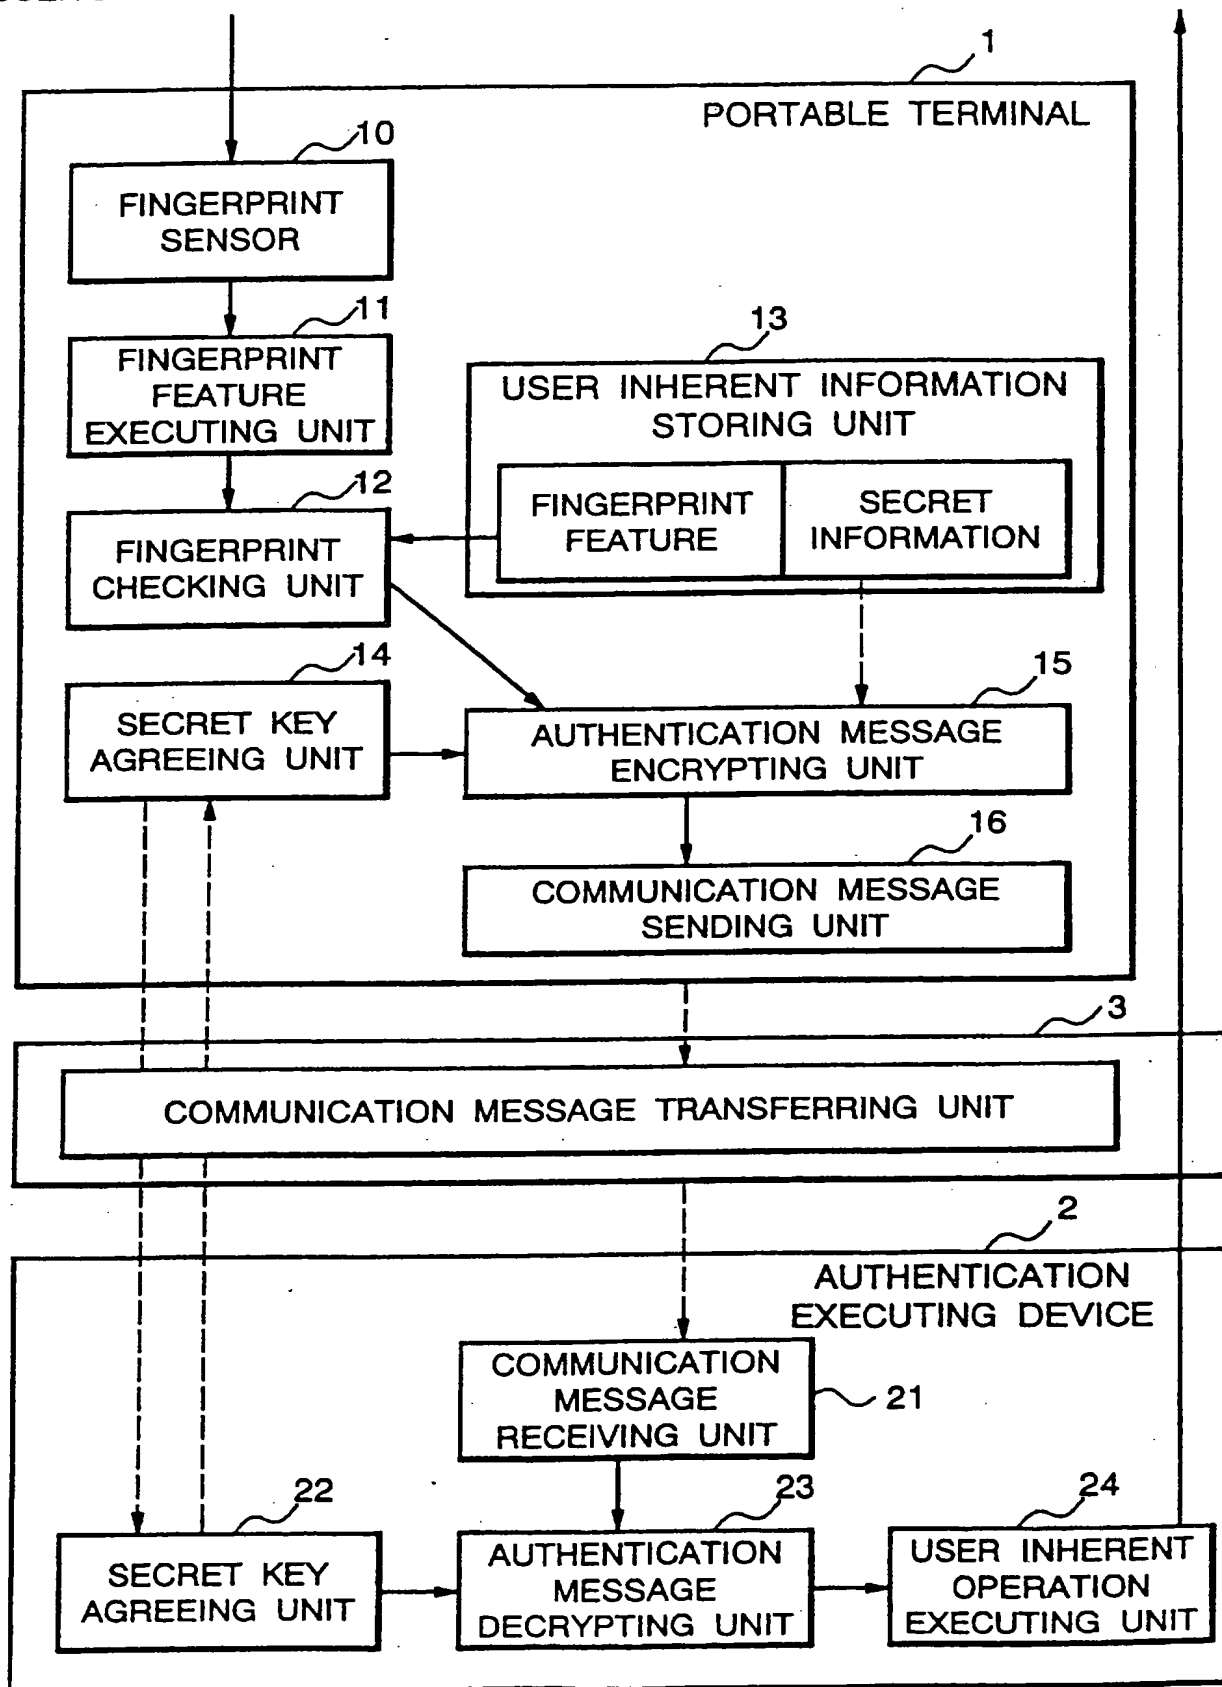 1
PORTABLE TERMINAL
10
FINGERPRINT
SENSOR
11
FINGERPRINT
FEATURE
EXECUTING UNIT
13
USER INHERENT INFORMATION
STORING UNIT
FINGERPRINT
FEATURE
SECRET
INFORMATION
12
FINGERPRINT
CHECKING UNIT
14
SECRET KEY
AGREEING UNIT
15
AUTHENTICATION MESSAGE
ENCRYPTING UNIT
16
COMMUNICATION MESSAGE
SENDING UNIT
3
COMMUNICATION MESSAGE TRANSFERRING UNIT
2
AUTHENTICATION
EXECUTING DEVICE
COMMUNICATION
MESSAGE
RECEIVING UNIT
21
22
SECRET KEY
AGREEING UNIT
23
AUTHENTICATION
MESSAGE
DECRYPTING UNIT
24
USER INHERENT
OPERATION
EXECUTING UNIT